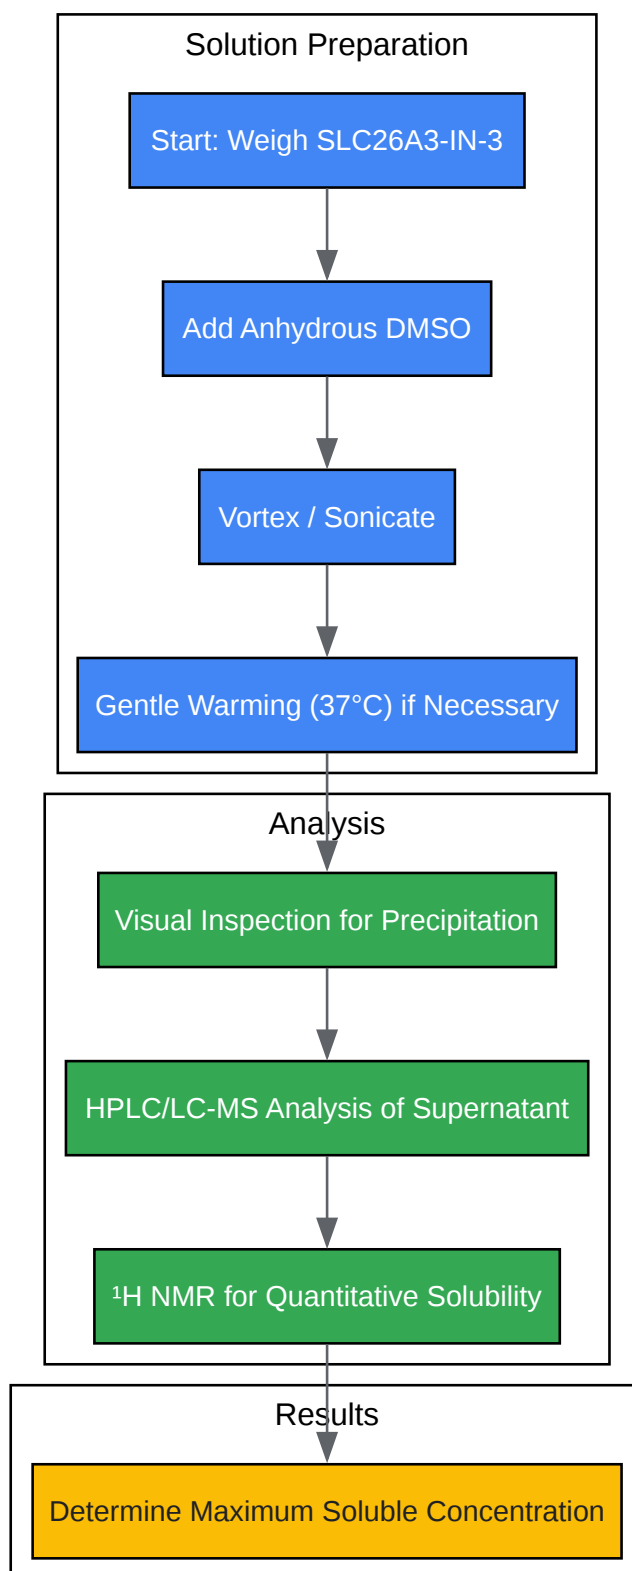 Solution Preparation
Start: Weigh SLC26A3-IN-3
Add Anhydrous DMSO
Vortex / Sonicate
Gentle Warming (37°C) if Necessary
Analysis
Visual Inspection for Precipitation
HPLC/LC-MS Analysis of Supernatant
¹H NMR for Quantitative Solubility
Results
Determine Maximum Soluble Concentration